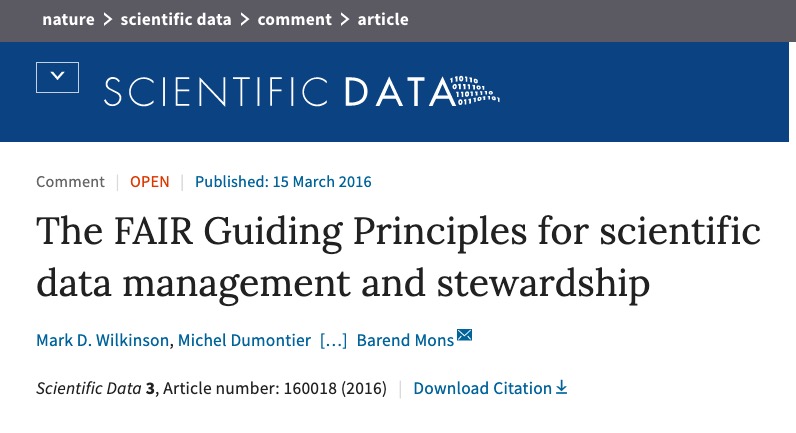 nature > scientific data > comment > article
SCIENTIFIC DATA
Comment | OPEN | Published: 15 March 2016
The FAIR Guiding Principles for scientific
data management and stewardship
Mark D. Wilkinson, Michel Dumontier […] Barend Mons
Scientific Data 3, Article number: 160018 (2016) | Download Citation